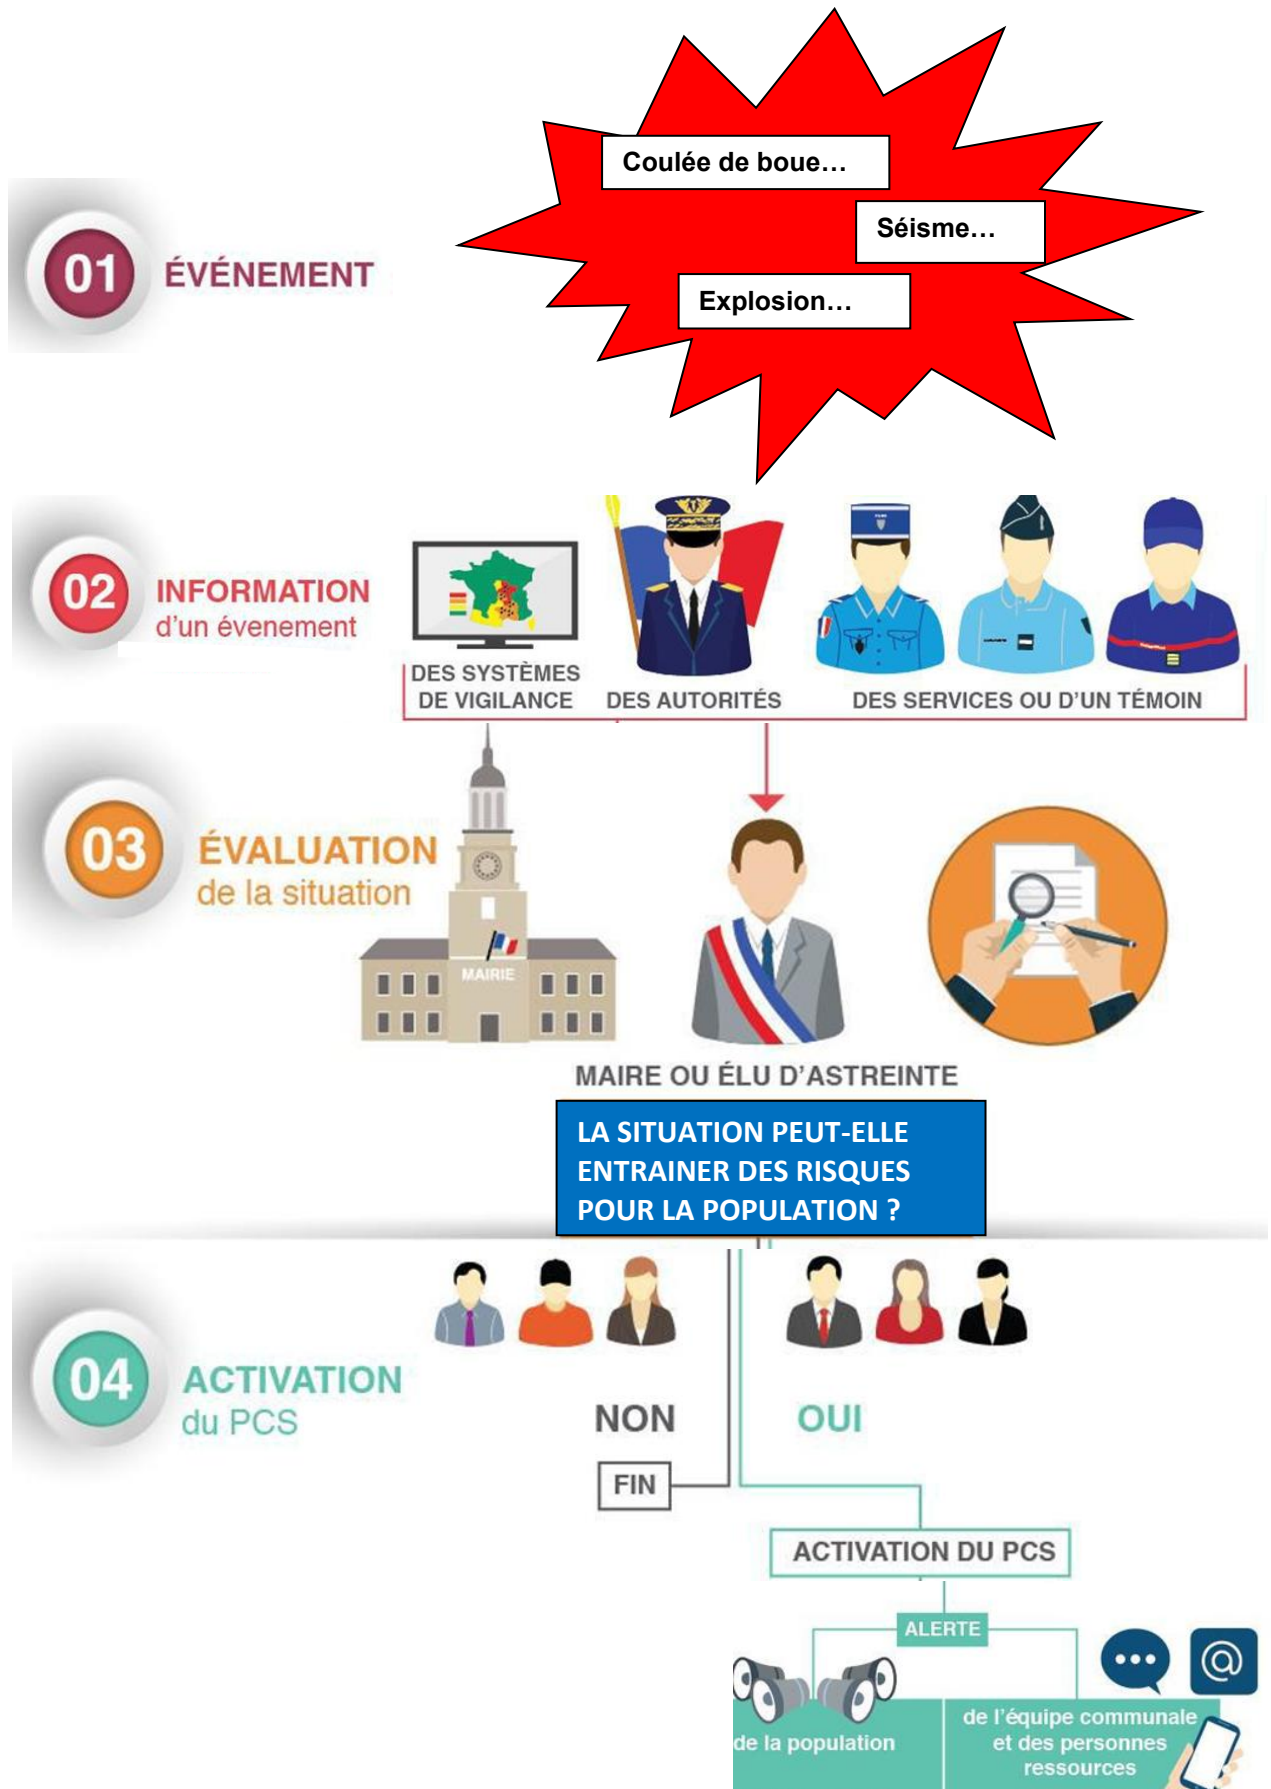 Coulée de boue…
Séisme…
Explosion…
01 ÉVÉNEMENT
02 INFORMATION
d'un évenement
DES SYSTÈMES
DE VIGILANCE
DES AUTORITÉS
DES SERVICES OU D'UN TÉMOIN
03 ÉVALUATION
de la situation
MAIRIE
MAIRE OU ÉLU D'ASTREINTE
LA SITUATION PEUT-ELLE
ENTRAINER DES RISQUES
POUR LA POPULATION ?
04 ACTIVATION
du PCS
NON
OUI
FIN
ACTIVATION DU PCS
ALERTE
@
de la population
de l'équipe communale
et des personnes
ressources